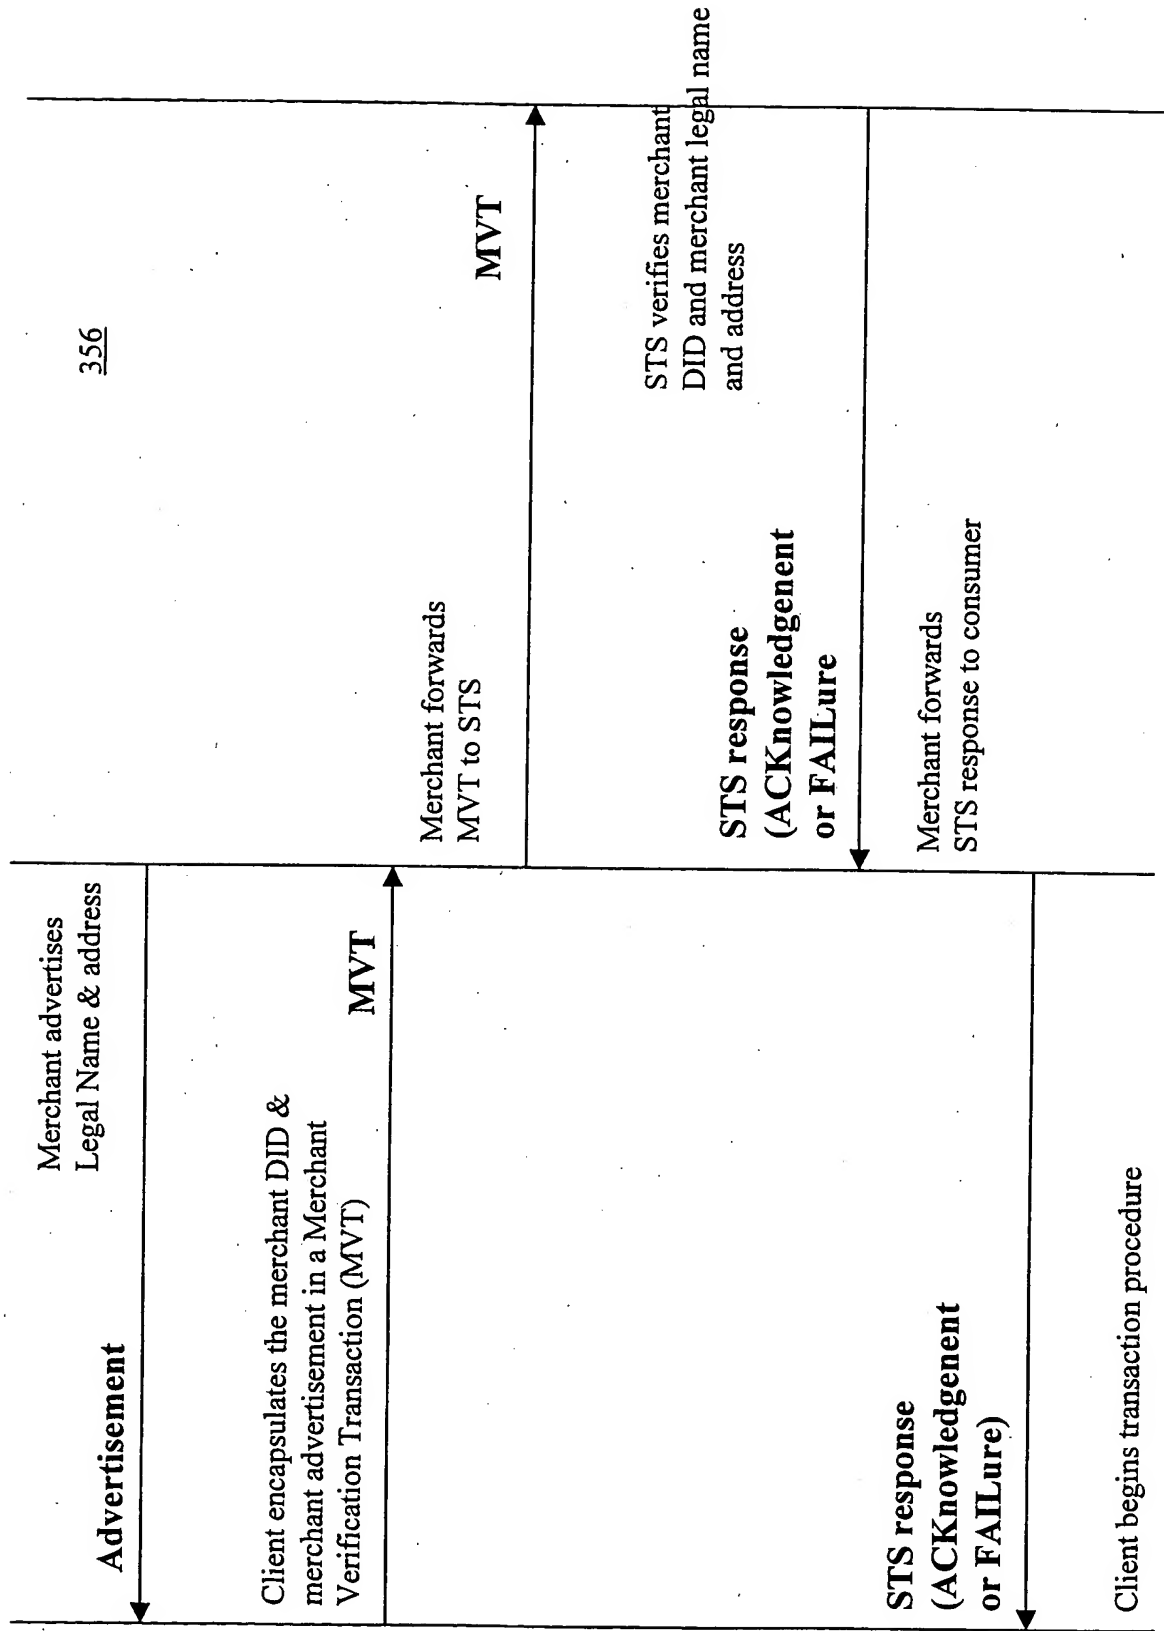 356
Merchant advertises
Legal Name & address
Advertisement
Client encapsulates the merchant DID &
merchant advertisement in a Merchant
Verification Transaction (MVT)
MVT
Merchant forwards
MVT to STS
MVT
STS verifies merchant
DID and merchant legal name
and address
STS response
(ACKnowledgenent
or FAILure
Merchant forwards
STS response to consumer
STS response
(ACKnowledgenent
or FAILure)
Client begins transaction procedure